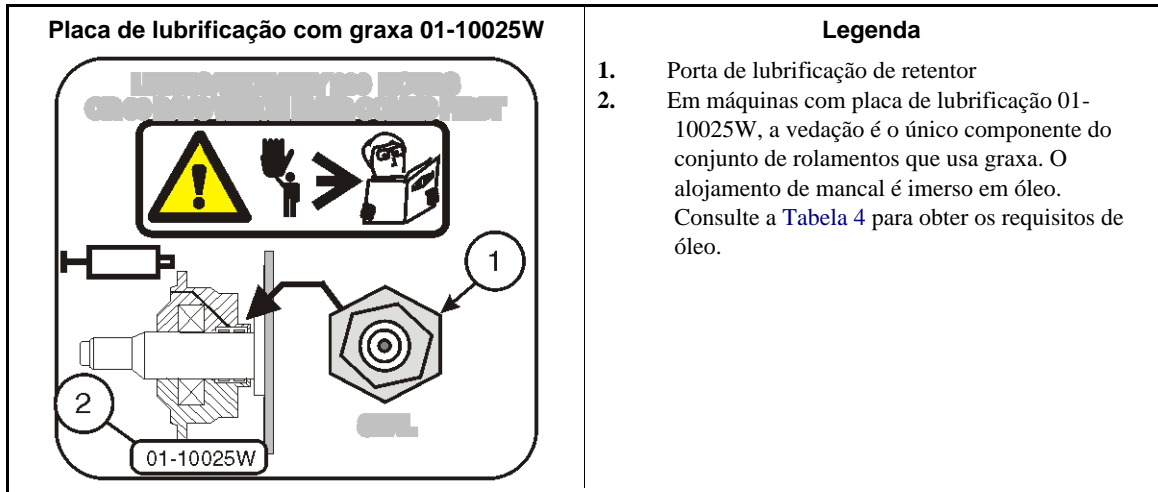 Placa de lubrificação com graxa 01-10025W
1
2
01-10025W
Legenda
1. Porta de lubrificação de retentor
2. Em máquinas com placa de lubrificação 01-
10025W, a vedação é o único componente do
conjunto de rolamentos que usa graxa. O
alojamento de mancal é imerso em óleo.
Consulte a Tabela 4 para obter os requisitos de
óleo.